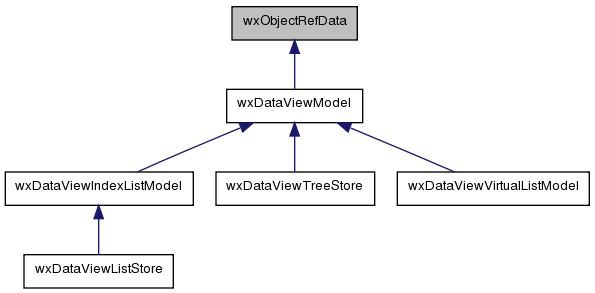 wxObjectRefData
wxDataViewModel
wxDataViewIndexListModel
wxDataViewTreeStore
wxDataViewVirtualListModel
wxDataViewListStore